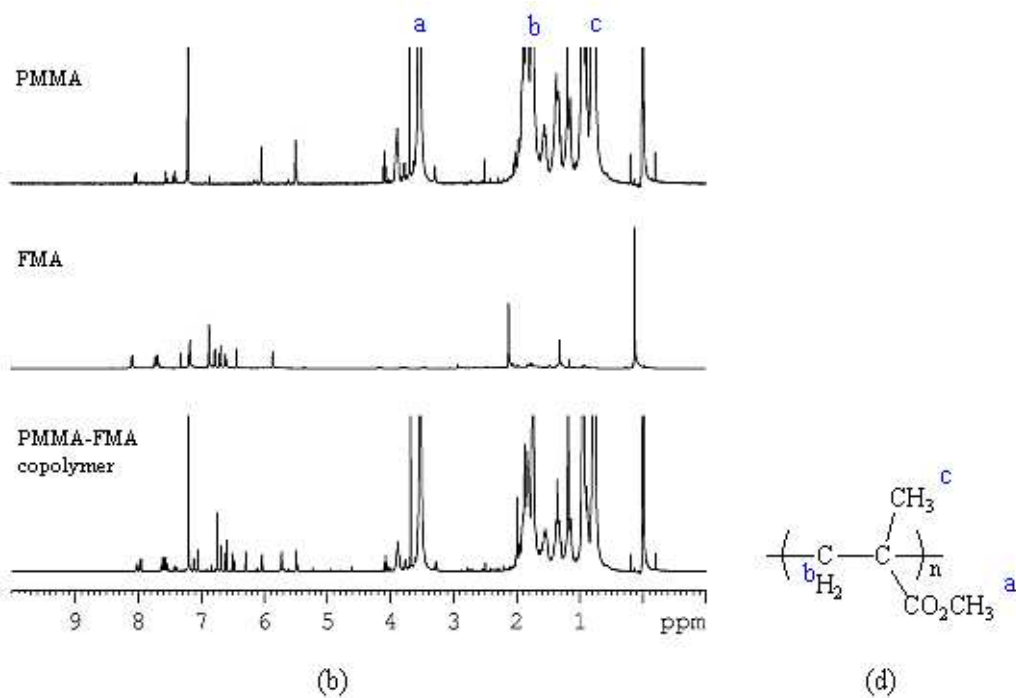 a b c
PMMA
FMA
PMMA-FMA
copolymer
9 8 7 6 5 4 3 2 1 ppm
(b)
c
CH3
( C C ) n
b H2
CO2CH3 a
(d)